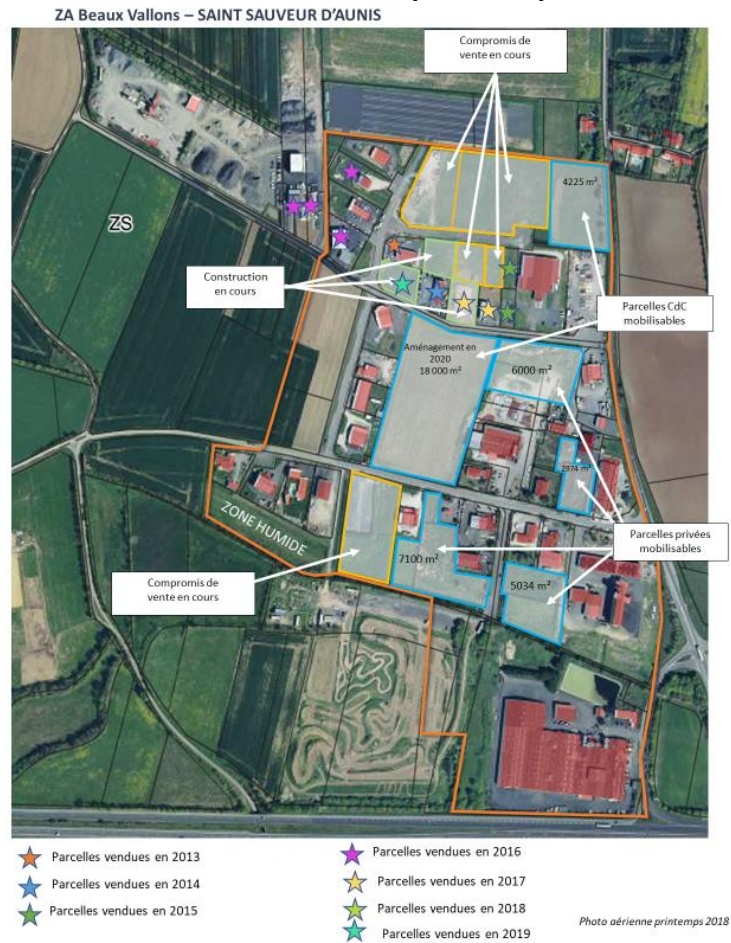 ZA Beaux Vallons – SAINT SAUVEUR D'AUNIS
Compromis de
vente en cours
4225 m²
ZS
Construction
en cours
Parcelles CdC
mobilisables
Aménagement en
2020
18 000 m²
6000 m²
2874 m²
ZONE HUMIDE
Parcelles privées
mobilisables
7100 m²
5034 m²
Compromis de
vente en cours
Parcelles vendues en 2013
Parcelles vendues en 2014
Parcelles vendues en 2015
Parcelles vendues en 2016
Parcelles vendues en 2017
Parcelles vendues en 2018
Parcelles vendues en 2019
Photo aérienne printemps 2018